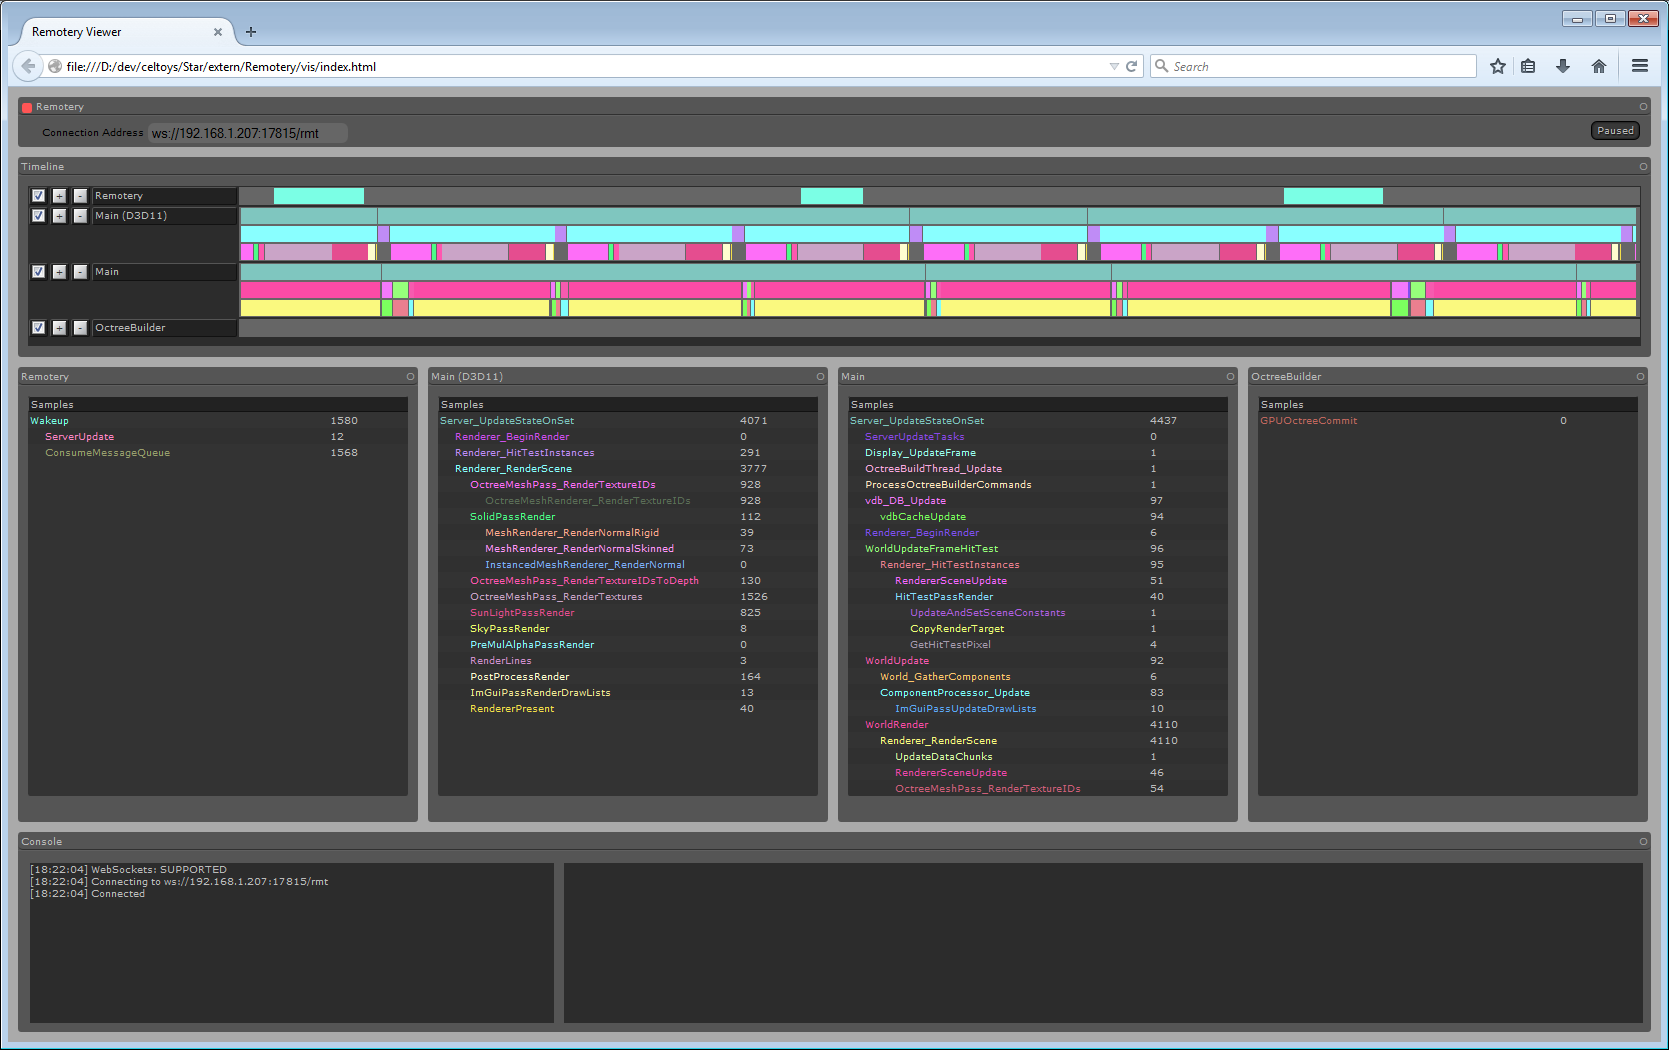 Remotery Viewer
file:///D:/dev/celtoys/Star/extern/Remotery/vis/index.html
Search
Remotery
Connection Address ws://192.168.1.207:17815/rmt
Paused
Timeline
+ - Remotery
+ - Main (D3D11)
+ - Main
+ - OctreeBuilder
Remotery
Samples
Wakeup 1580
ServerUpdate 12
ConsumeMessageQueue 1568
Main (D3D11)
Samples
Server_UpdateStateOnSet 4071
Renderer_BeginRender 0
Renderer_HitTestInstances 291
Renderer_RenderScene 3777
OctreeMeshPass_RenderTextureIDs 928
OctreeMeshRenderer_RenderTextureIDs 928
SolidPassRender 112
MeshRenderer_RenderNormalRigid 39
MeshRenderer_RenderNormalSkinned 73
InstancedMeshRenderer_RenderNormal 0
OctreeMeshPass_RenderTextureIDsToDepth 130
OctreeMeshPass_RenderTextures 1526
SunLightPassRender 825
SkyPassRender 8
PreMulAlphaPassRender 0
RenderLines 3
PostProcessRender 164
ImGuiPassRenderDrawLists 13
RendererPresent 40
Main
Samples
Server_UpdateStateOnSet 4437
ServerUpdateTasks 0
Display_UpdateFrame 1
OctreeBuildThread_Update 1
ProcessOctreeBuilderCommands 1
vdb_DB_Update 97
vdbCacheUpdate 94
Renderer_BeginRender 6
WorldUpdateFrameHitTest 96
Renderer_HitTestInstances 95
RendererSceneUpdate 51
HitTestPassRender 40
UpdateAndSetSceneConstants 1
CopyRenderTarget 1
GetHitTestPixel 4
WorldUpdate 92
World_GatherComponents 6
ComponentProcessor_Update 83
ImGuiPassUpdateDrawLists 10
WorldRender 4110
Renderer_RenderScene 4110
UpdateDataChunks 1
RendererSceneUpdate 46
OctreeMeshPass_RenderTextureIDs 54
OctreeBuilder
Samples
GPUOctreeCommit 0
Console
[18:22:04] WebSockets: SUPPORTED
[18:22:04] Connecting to ws://192.168.1.207:17815/rmt
[18:22:04] Connected